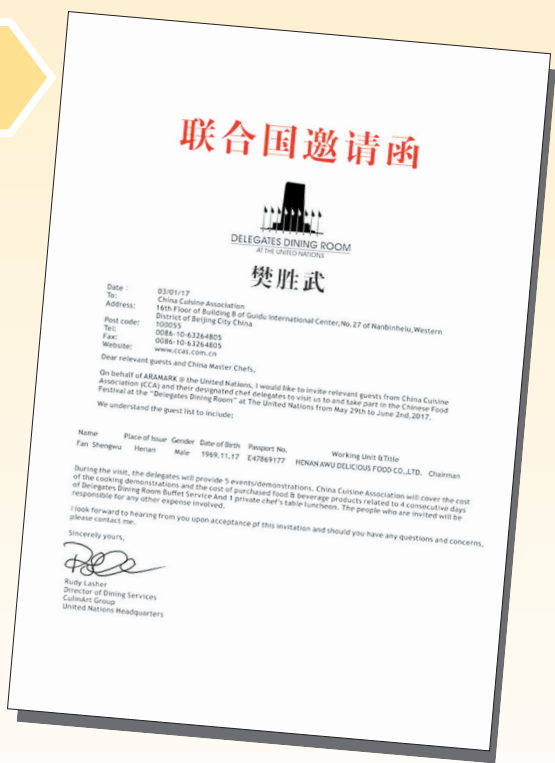 联合国邀请函
DELEGATES DINING ROOM
AT THE UNITED NATIONS
樊胜武
Date: 03/01/17
To: China Cuisine Association
Address: 16th Floor of Building B of Guidu International Center,No.27 of Nanbinhelu,Western
District of Beijing City China
Post code: 100055
Tel: 0086-10-63264805
Fax: 0086-10-63264805
Website: www.ccas.com.cn
Dear relevant guests and China Master Chefs,
On behalf of ARAMARK @ the United Nations, I would like to invite relevant guests from China Cuisine
Association (CCA) and their designated chef delegates to visit us to and take part in the Chinese Food
Festival at the "Delegates Dining Room" at The United Nations from May 29th to June 2nd,2017.
We understand the guest list to include:
Name Place of Issue Gender Date of Birth Passport No. Working Unit &Title
Fan Shengwu Henan Male 1969.11.17 E47869177 HENAN AWU DELICIOUS FOOD CO.,LTD. Chairman
During the visit, the delegates will provide 5 events/demonstrations. China Cuisine Association will cover the cost
of the cooking demonstrations and the cost of purchased food & beverage products related to 4 consecutive days
of Delegates Dining Room Buffet Service And 1 private chef's table luncheon. The people who are invited will be
responsible for any other expense involved.
I look forward to hearing from you upon acceptance pf this invitation and should you have any questions and concerns,
please contact me.
Sincerely yours,
Rudy Lasher
Director of Dining Services
CulinArt Group
United Nations Headquarters